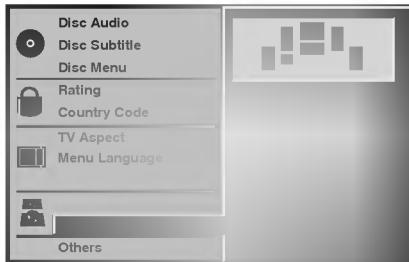 Disc Audio
Disc Subtitle
Disc Menu
Rating
Country Code
TV Aspect
Menu Language
Others